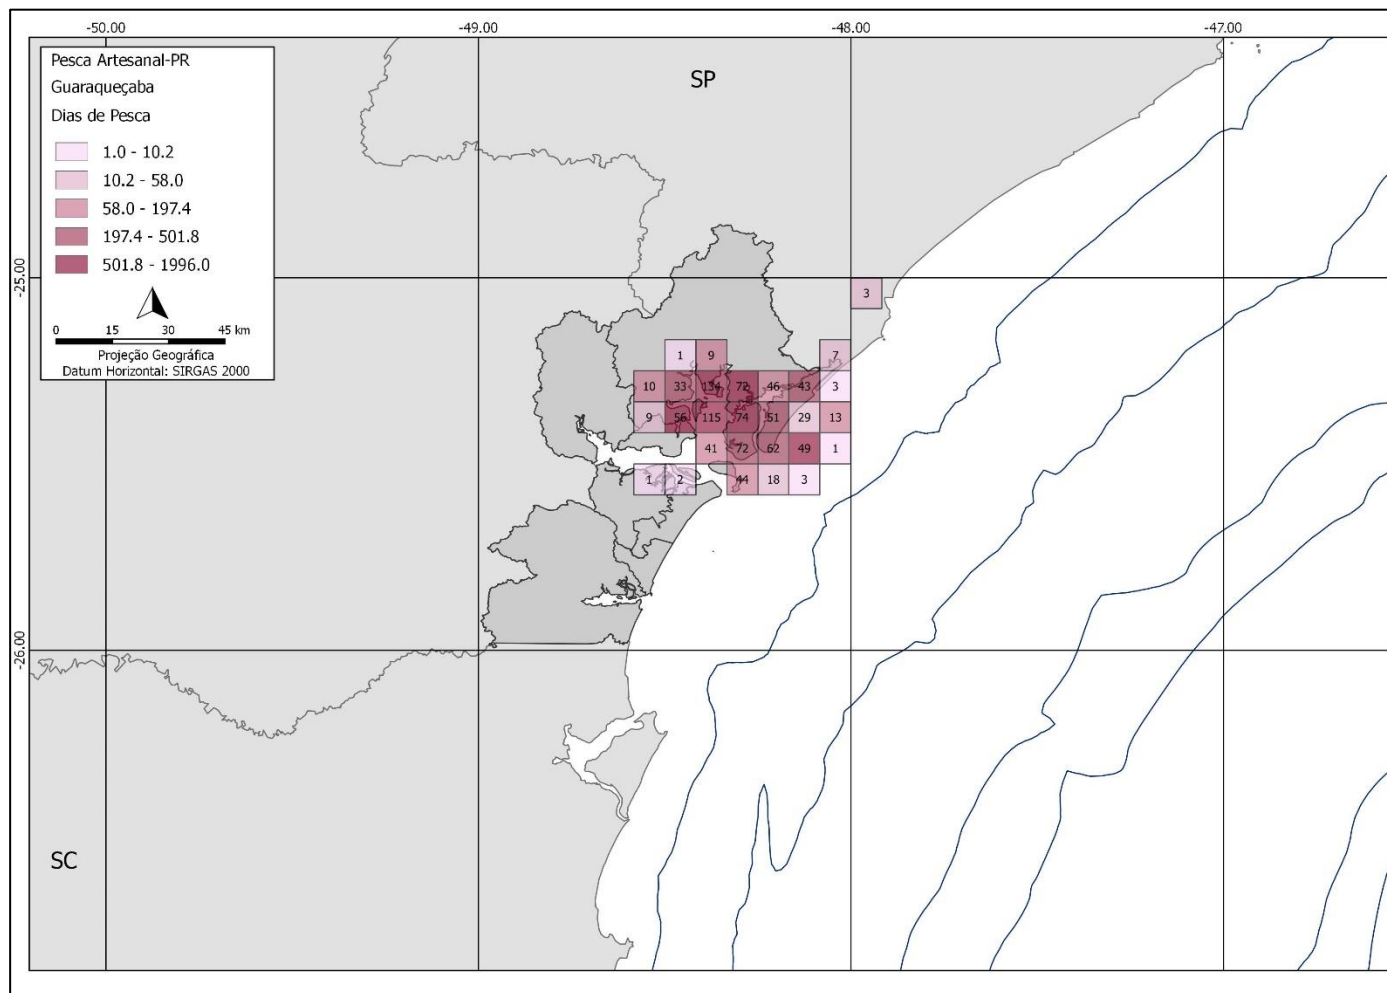 -50.00 -49.00 -48.00 -47.00
Pesca Artesanal-PR
Guaraqueçaba
Dias de Pesca
1.0 - 10.2
10.2 - 58.0
58.0 - 197.4
197.4 - 501.8
501.8 - 1996.0
0 15 30 45 km
Projeção Geográfica
Datum Horizontal: SIRGAS 2000
SP
-25.00
3
1 9 7
10 33 134 72 46 43 3
9 56 115 74 51 29 13
41 72 62 49 1
1 2 44 18 3
-26.00
SC